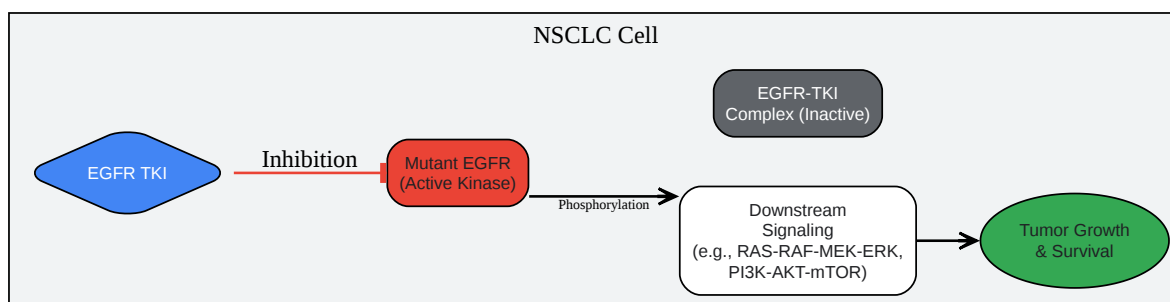 NSCLC Cell
EGFR-TKI
Complex (Inactive)
EGFR TKI
Inhibition
Mutant EGFR
(Active Kinase)
Phosphorylation
Downstream
Signaling
(e.g., RAS-RAF-MEK-ERK,
PI3K-AKT-mTOR)
Tumor Growth
& Survival